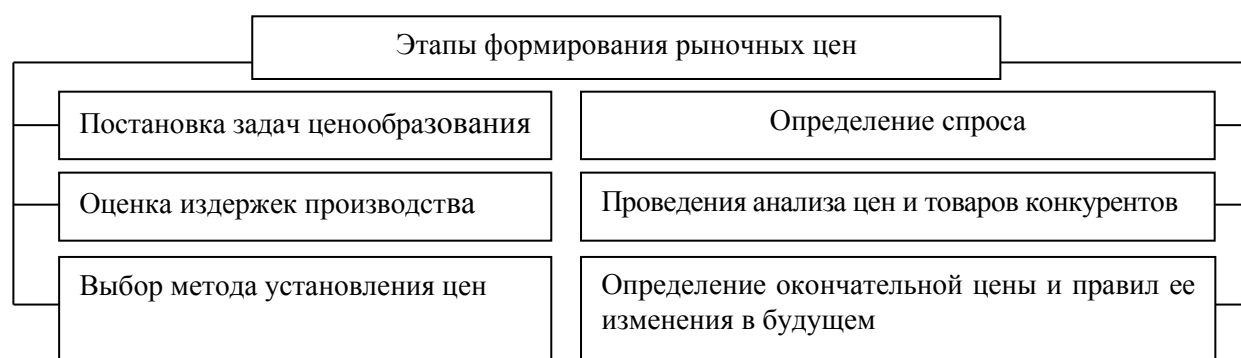 Этапы формирования рыночных цен
Постановка задач ценообразования
Определение спроса
Оценка издержек производства
Проведения анализа цен и товаров конкурентов
Выбор метода установления цен
Определение окончательной цены и правил ее
изменения в будущем